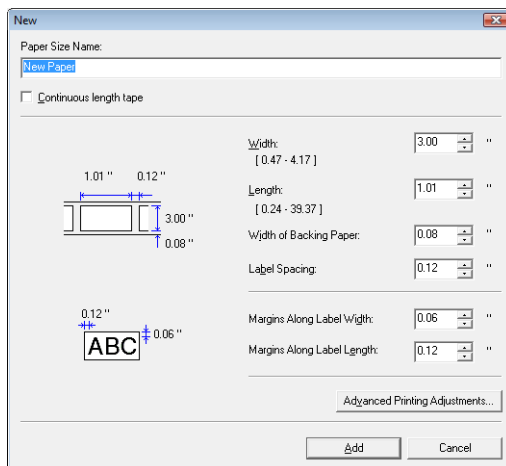 New
Paper Size Name:
New Paper
Continuous length tape
1.01 " 0.12 "
3.00 "
0.08 "
Width: 3.00 "
[ 0.47 - 4.17 ]
Length: 1.01 "
[ 0.24 - 39.37 ]
Width of Backing Paper: 0.08 "
Label Spacing: 0.12 "
0.12 "
0.06 "
ABC
Margins Along Label Width: 0.06 "
Margins Along Label Length: 0.12 "
Advanced Printing Adjustments...
Add Cancel